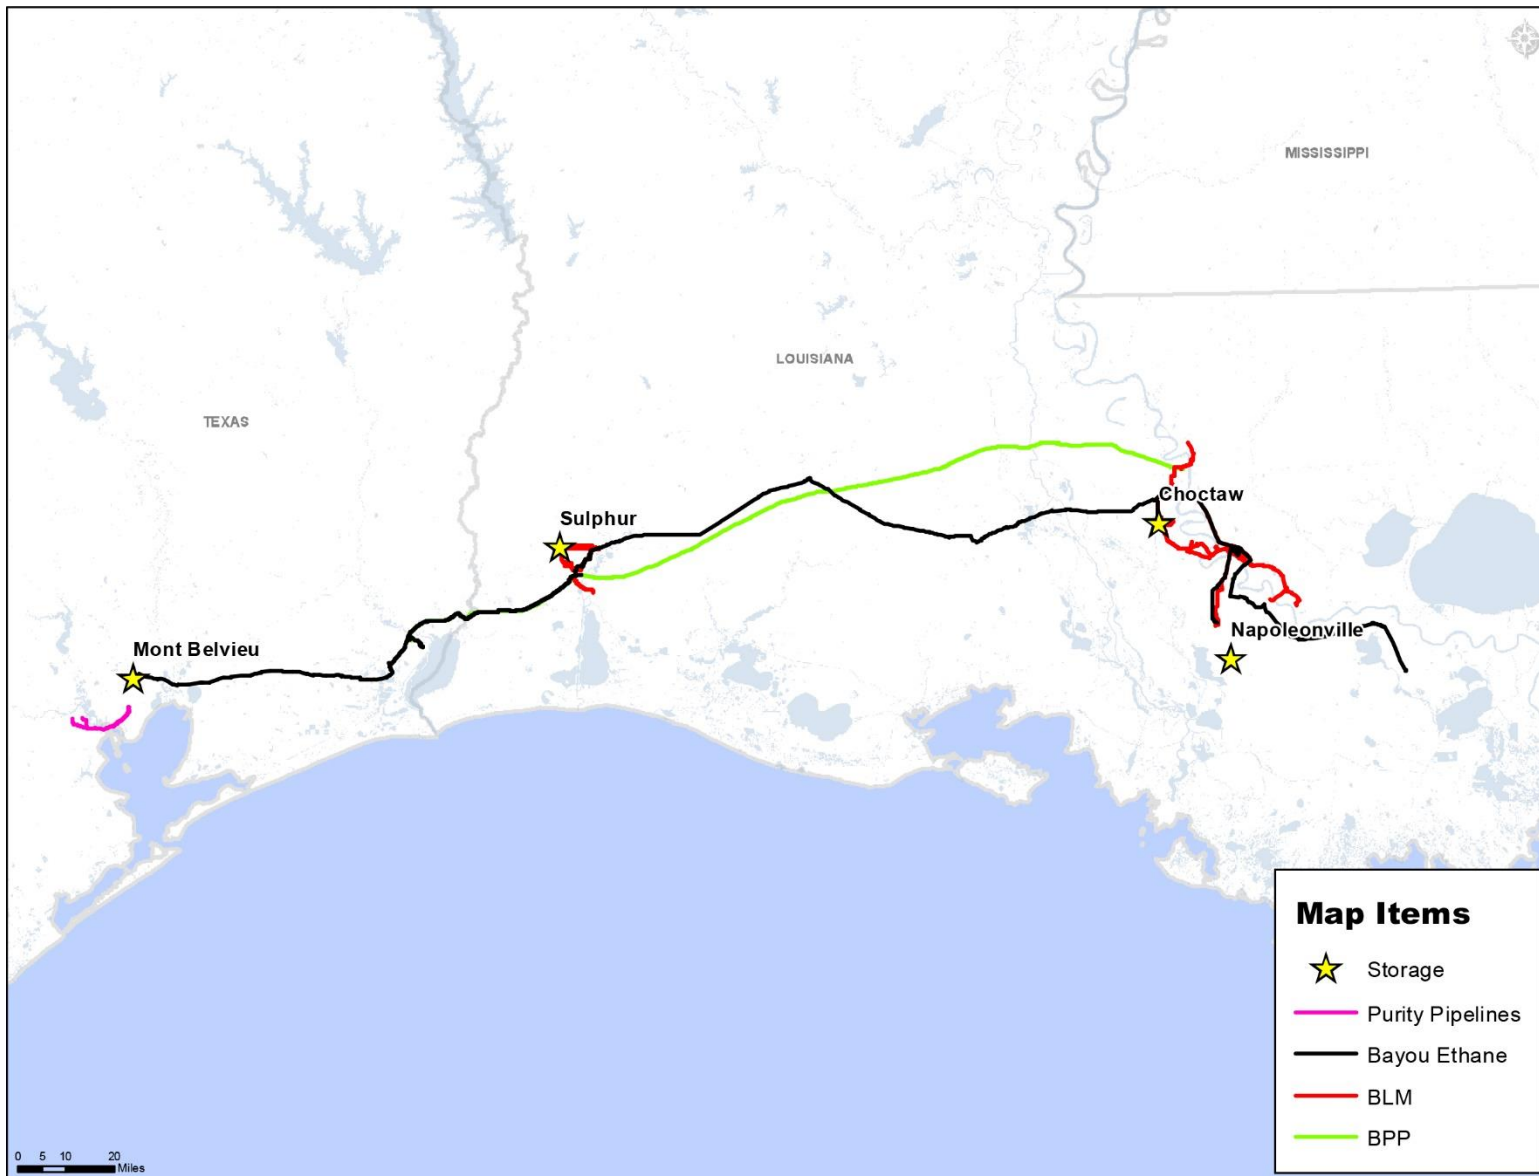 MISSISSIPPI
LOUISIANA
TEXAS
Choctaw
Sulphur
Napoleonville
Mont Belvieu
Map Items
Storage
Purity Pipelines
Bayou Ethane
BLM
BPP
0 5 10 20
Miles